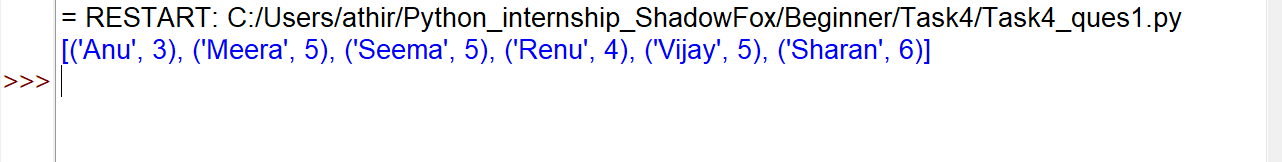 = RESTART: C:/Users/athir/Python_internship_ShadowFox/Beginner/Task4/Task4_ques1.py
[('Anu', 3), ('Meera', 5), ('Seema', 5), ('Renu', 4), ('Vijay', 5), ('Sharan', 6)]
>>>